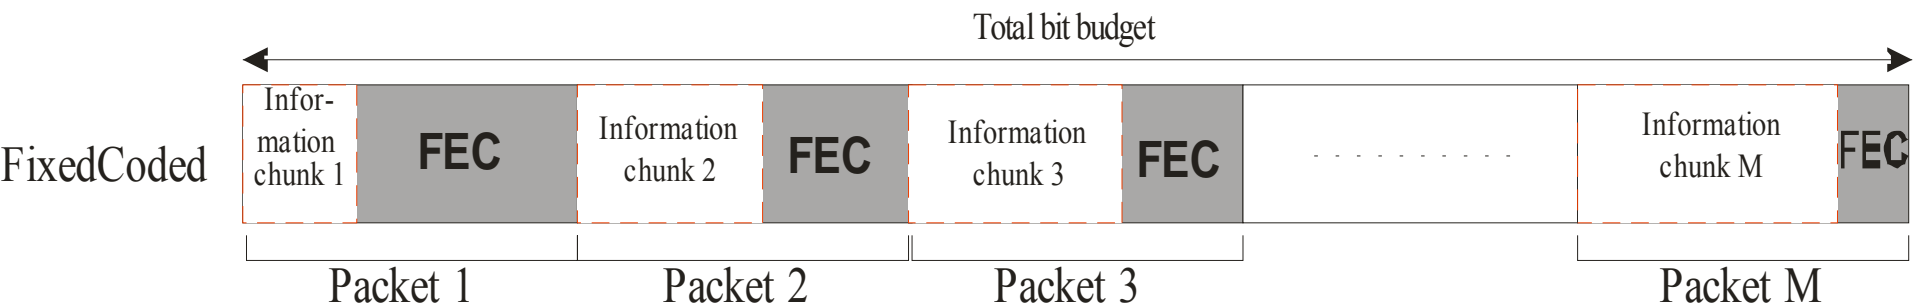 Total bit budget
FixedCoded
Infor-
mation
chunk 1
FEC
Information
chunk 2
FEC
Information
chunk 3
FEC
Information
chunk M
FEC
Packet 1
Packet 2
Packet 3
Packet M